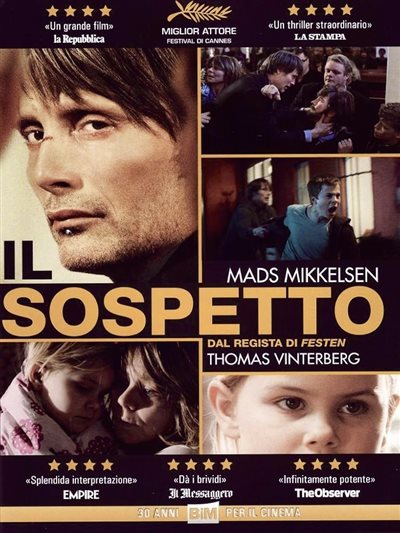 «Un grande film»
la Repubblica
MIGLIOR ATTORE
FESTIVAL DI CANNES
«Un thriller straordinario»
LA STAMPA
MADS MIKKELSEN
IL
SOSPETTO
DAL REGISTA DI FESTEN
THOMAS VINTERBERG
«Splendida interpretazione»
EMPIRE
«Dà i brividi»
Il Messaggero
«Infinitamente potente»
The Observer
30 ANNI BIM PER IL CINEMA